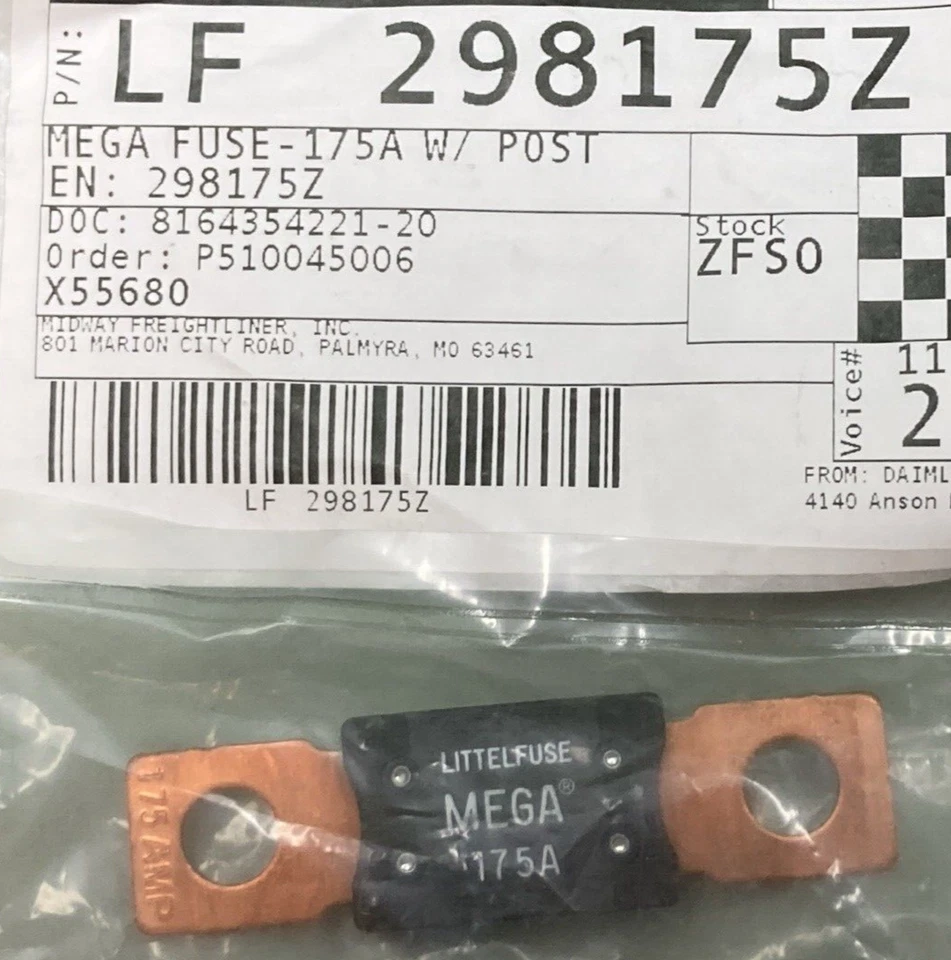 P/N:
LF 298175Z
MEGA FUSE-175A W/ POST
EN: 298175Z
DOC: 8164354221-20
Order: P510045006
X55680
Stock
ZFSO
MIDWAY FREIGHTLINER, INC.
801 MARION CITY ROAD, PALMYRA, MO 63461
Voice#
11
2
LF 298175Z
FROM: DAIML
4140 Anson
LITTELFUSE
MEGA®
175A
175 AMP